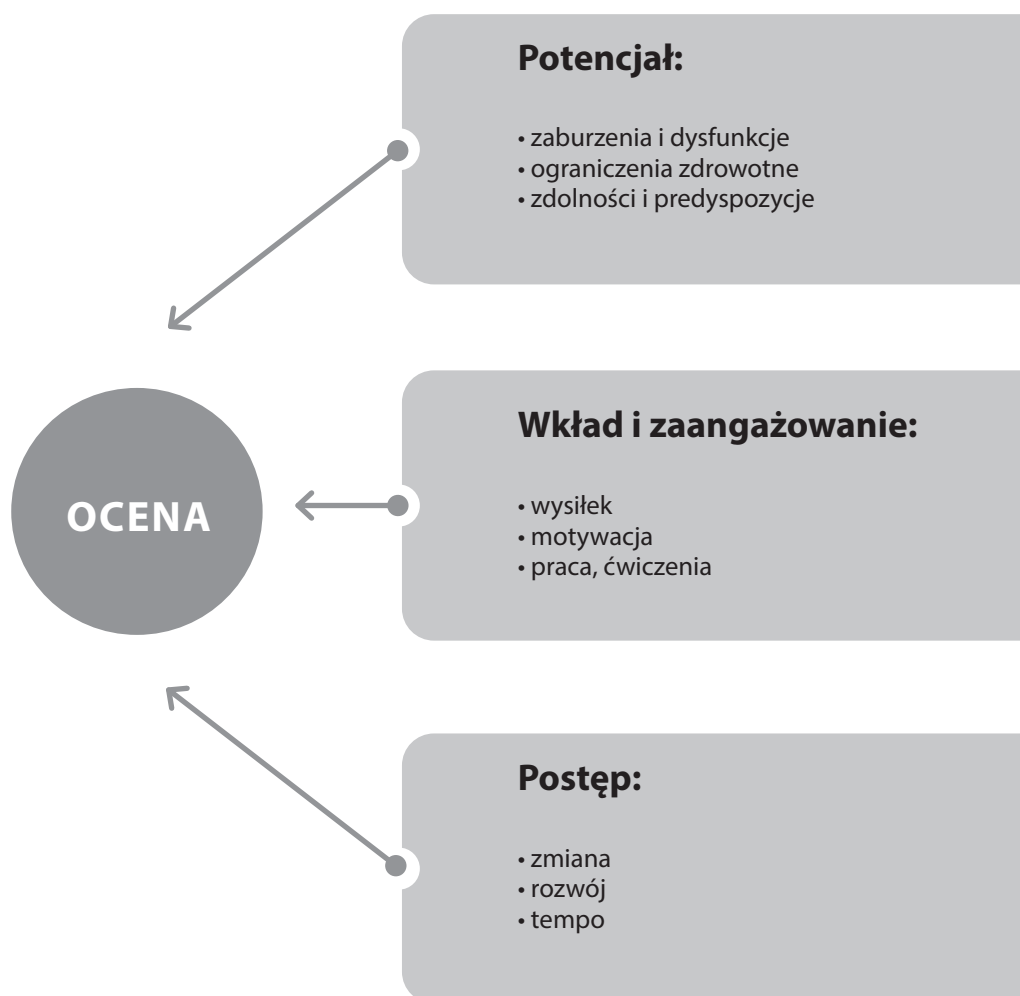 Potencjał:
• zaburzenia i dysfunkcje
• ograniczenia zdrowotne
• zdolności i predyspozycje
OCENA
Wkład i zaangażowanie:
• wysiłek
• motywacja
• praca, ćwiczenia
Postęp:
• zmiana
• rozwój
• tempo